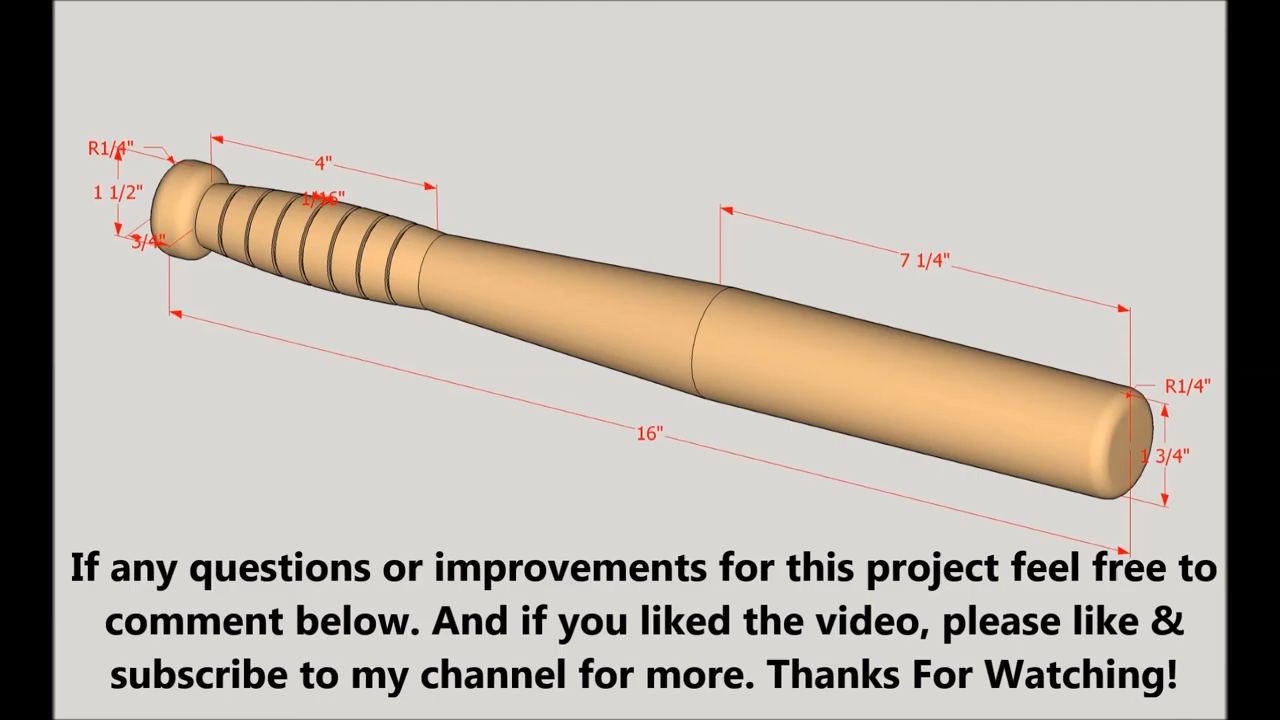 R1/4"
4"
1 1/2"
1/16"
3/4"
7 1/4"
R1/4"
16"
1 3/4"
If any questions or improvements for this project feel free to
comment below. And if you liked the video, please like &
subscribe to my channel for more. Thanks For Watching!